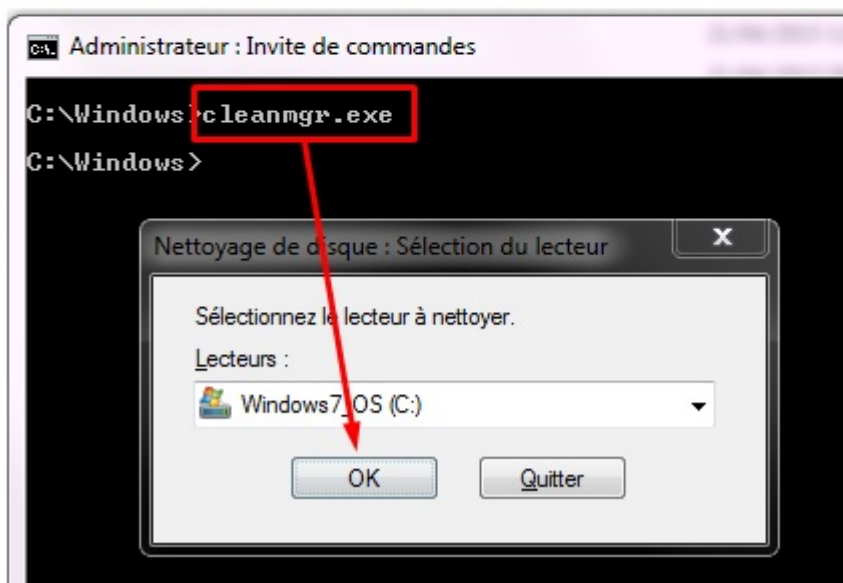 Administrateur : Invite de commandes
C:\Windows>cleanmgr.exe
C:\Windows>
Nettoyage de disque : Sélection du lecteur
Sélectionnez le lecteur à nettoyer.
Lecteurs :
Windows7_OS (C:)
OK Quitter